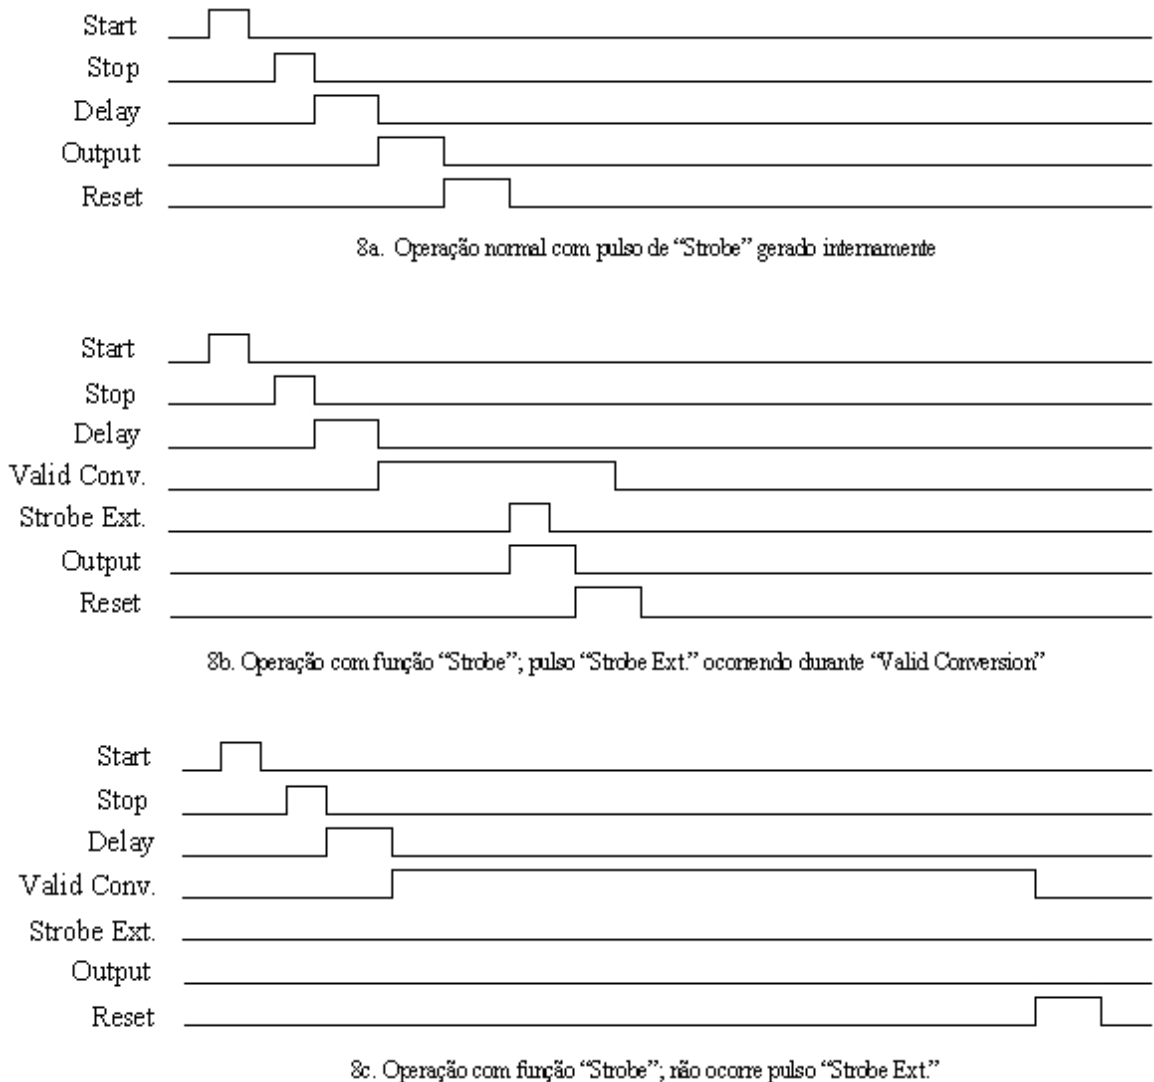 Start
Stop
Delay
Output
Reset
8a. Operação normal com pulso de “Strobe” gerado internamente
Start
Stop
Delay
Valid Conv.
Strobe Ext.
Output
Reset
8b. Operação com função “Strobe”; pulso “Strobe Ext.” ocorrendo durante “Valid Conversion”
Start
Stop
Delay
Valid Conv.
Strobe Ext.
Output
Reset
8c. Operação com função “Strobe”; não ocorre pulso “Strobe Ext.”